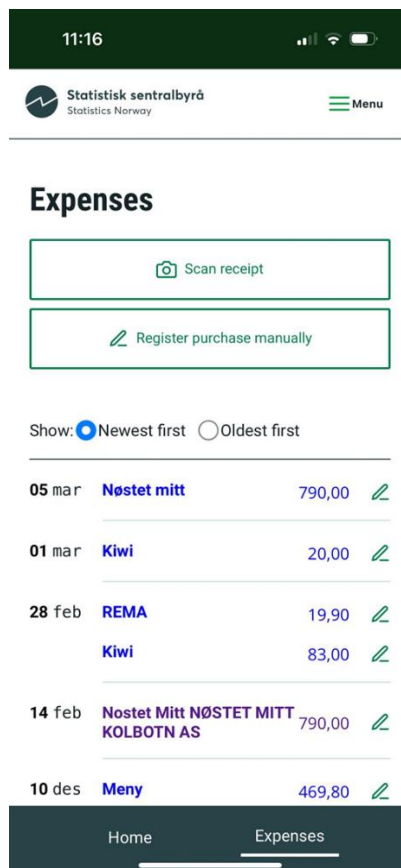 11:16
Statistisk sentralbyrå
Statistics Norway
Menu
Expenses
Scan receipt
Register purchase manually
Show: Newest first Oldest first
05 mar Nøstet mitt 790,00
01 mar Kiwi 20,00
28 feb REMA 19,90
Kiwi 83,00
14 feb Nostet Mitt NØSTET MITT 790,00
KOLBOTN AS
10 des Meny 469,80
Home Expenses